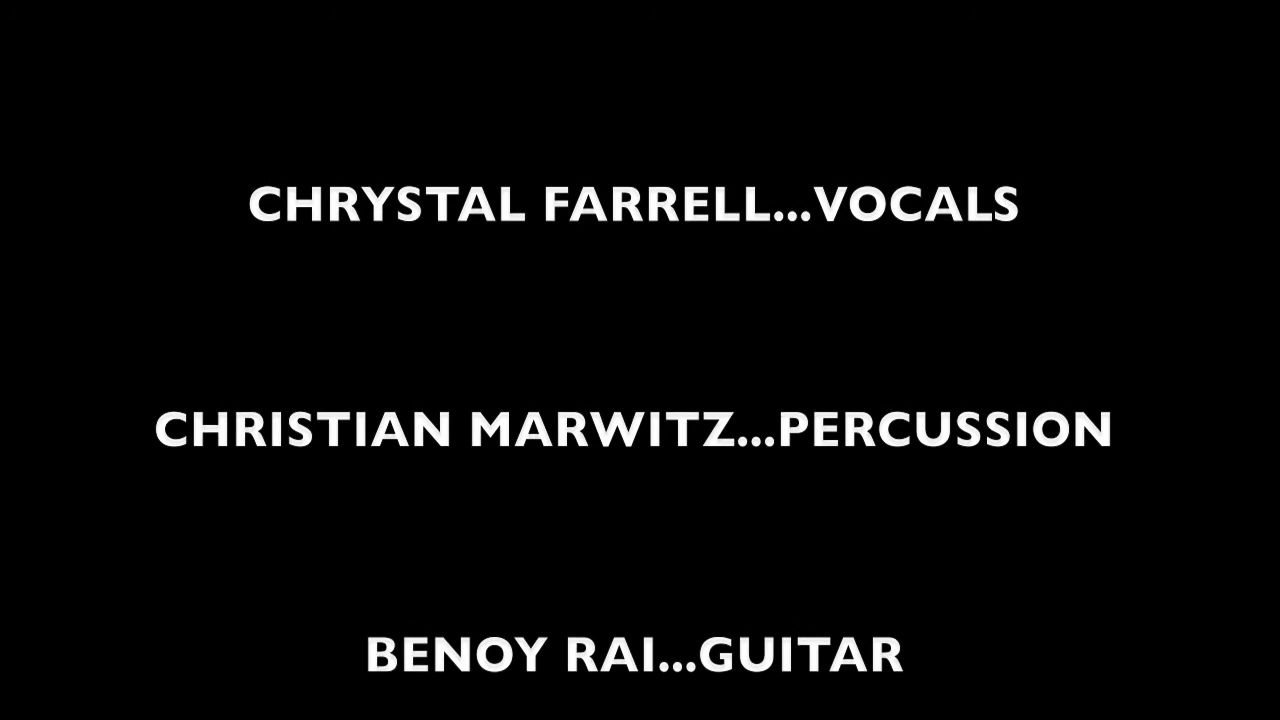 CHRYSTAL FARRELL...VOCALS
CHRISTIAN MARWITZ...PERCUSSION
BENOY RAI...GUITAR